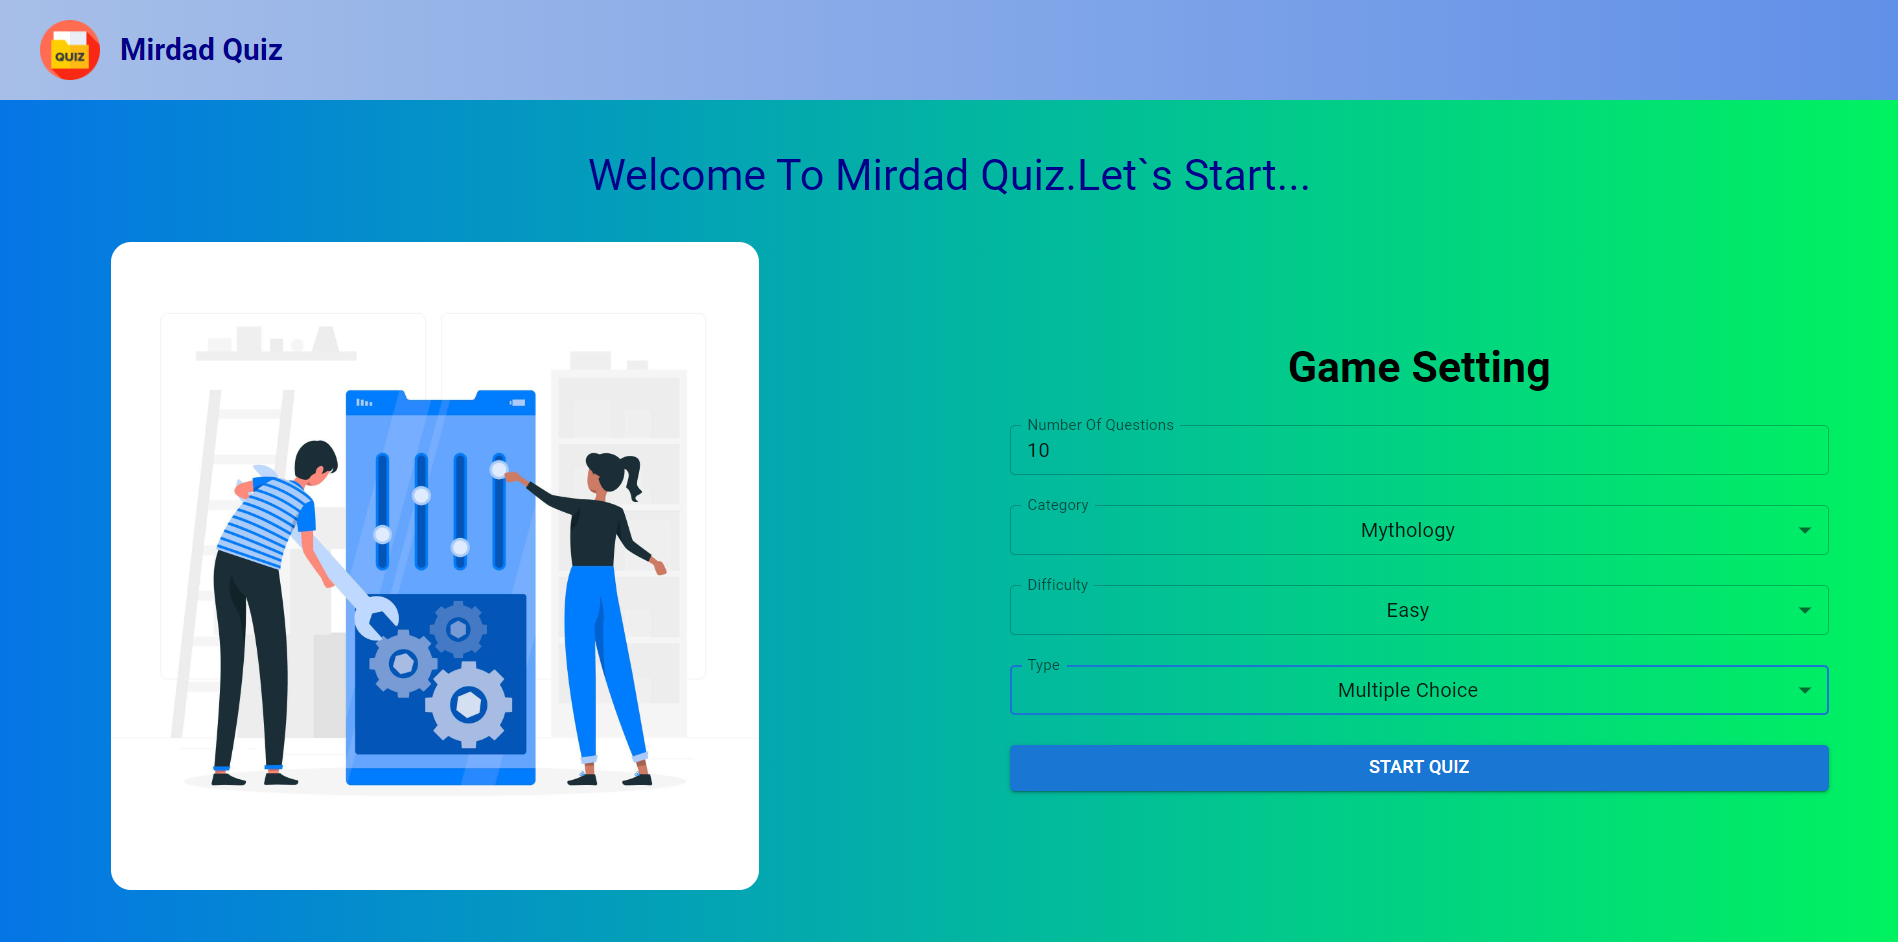 QUIZ
Mirdad Quiz
Welcome To Mirdad Quiz.Let`s Start...
Game Setting
Number Of Questions
10
Category
Mythology
Difficulty
Easy
Type
Multiple Choice
START QUIZ